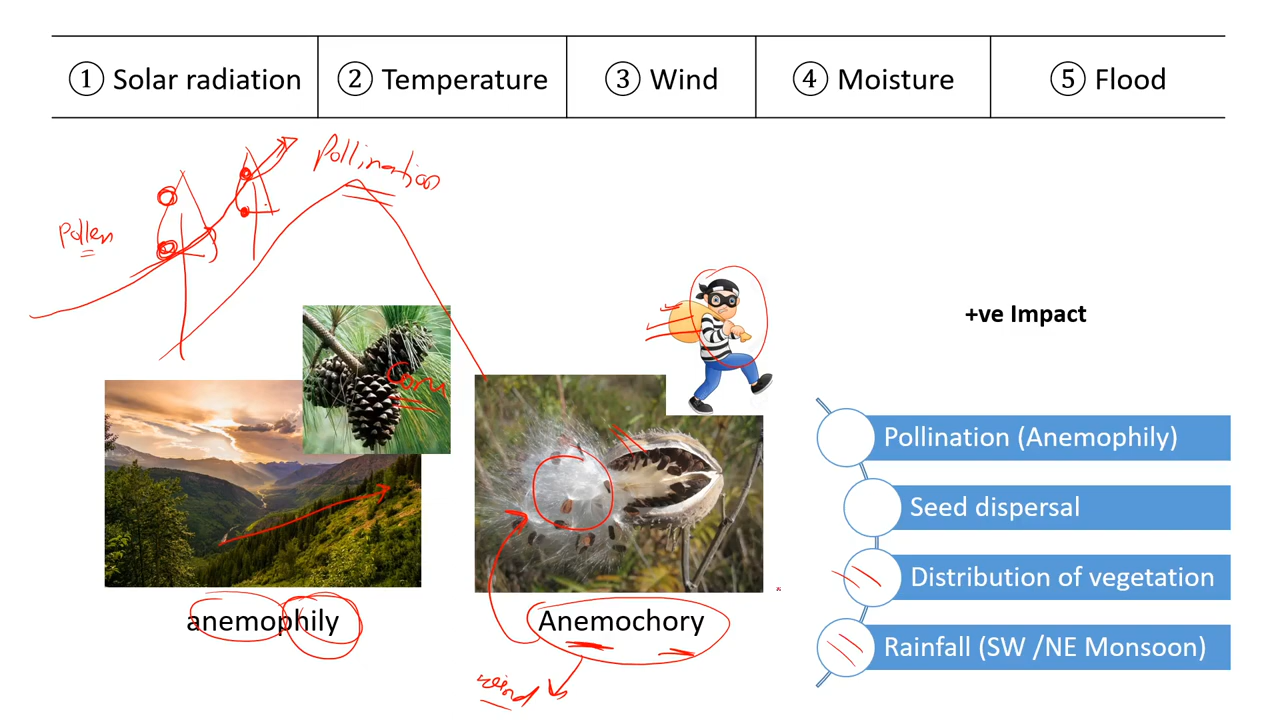 ① Solar radiation ② Temperature ③ Wind ④ Moisture ⑤ Flood
Pollination
Pollen
+ve Impact
Pollination (Anemophily)
Seed dispersal
Distribution of vegetation
Rainfall (SW /NE Monsoon)
anemophily
Anemochory
wind